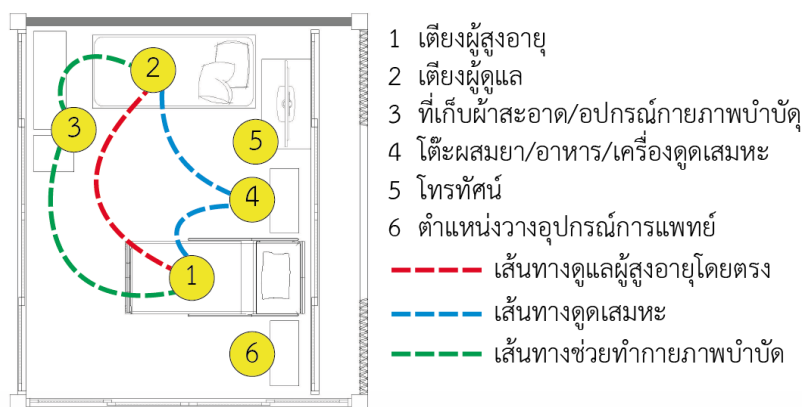 1 เตียงผู้สูงอายุ
2 เตียงผู้ดูแล
3 ที่เก็บผ้าสะอาด/อปกรณ์กายภาพบำบัดุ
4 โต๊ะผสมยา/อาหาร/เครื่องดูดเสมหะ
5 โทรทัศน์
6 ตำแหน่งวางอุปกรณ์การแพทย์
เส้นทางดูแลผู้สูงอายุโดยตรง
เส้นทางดูดเสมหะ
เส้นทางช่วยทำกายภาพบำบัด
2
3
5
4
1
6